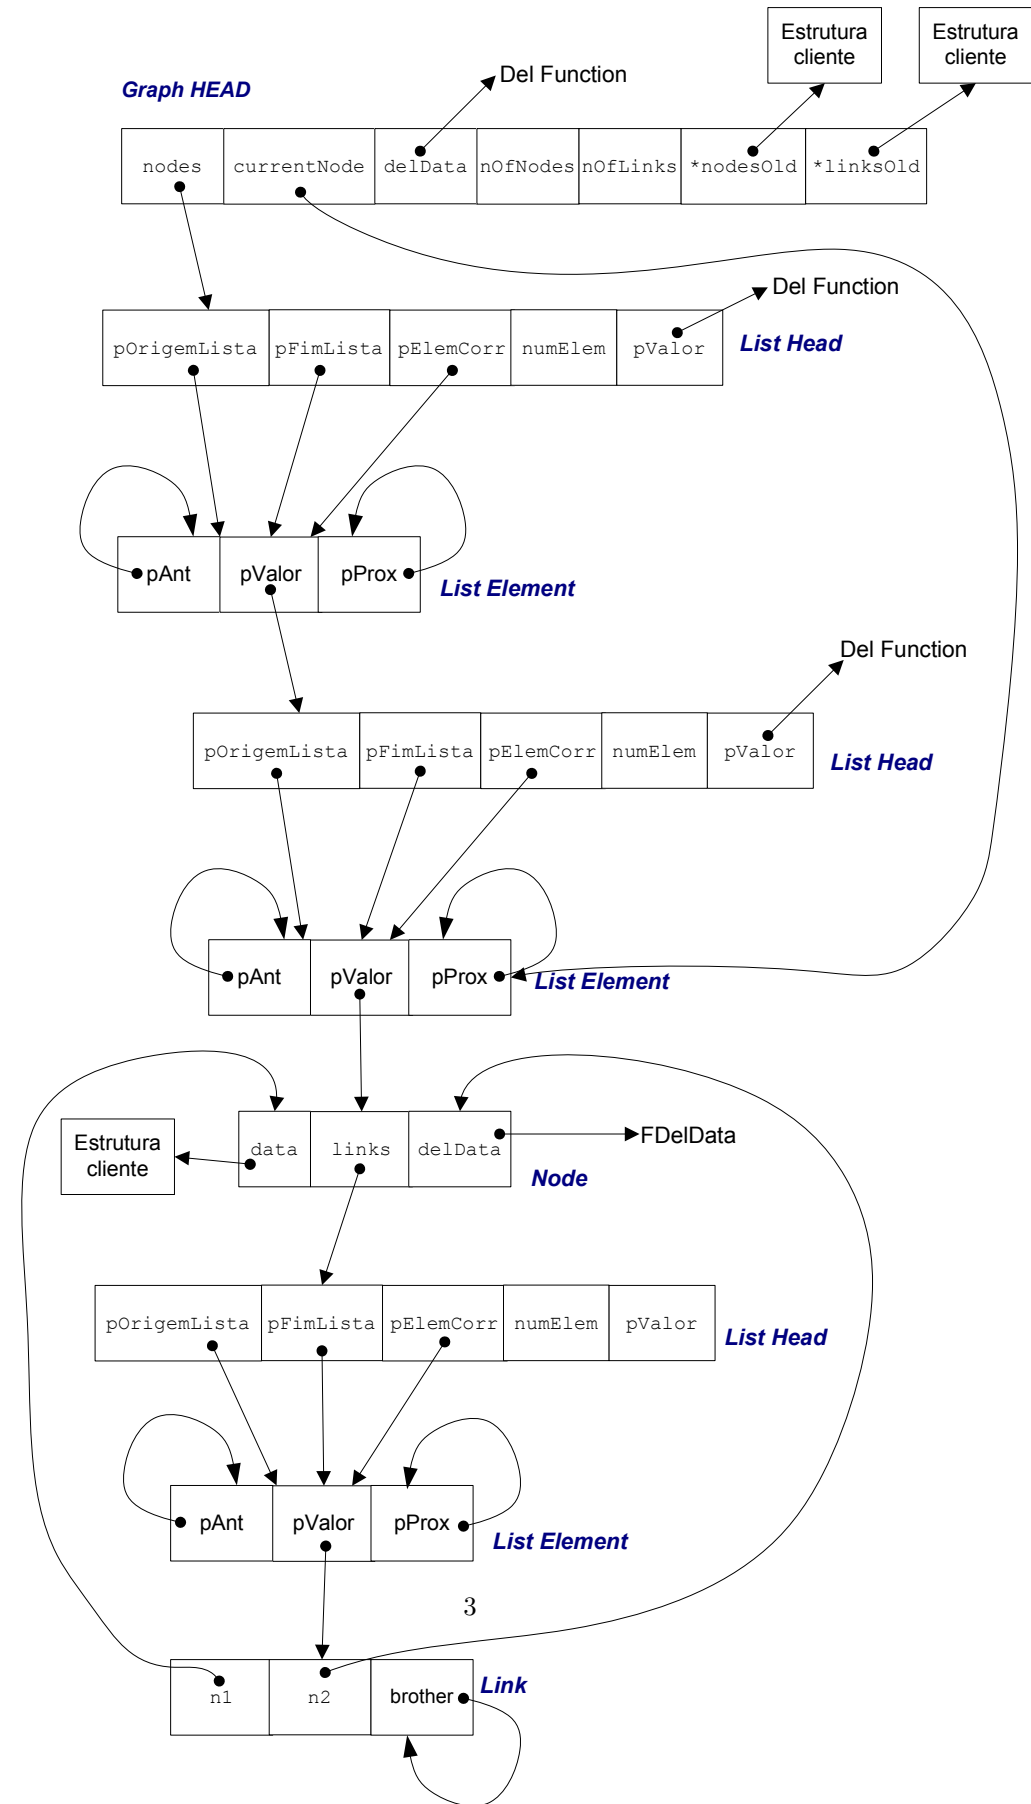 Estrutura
cliente
Estrutura
cliente
Del Function
Graph HEAD
nodes currentNode delData nOfNodes nOfLinks *nodesOld *linksOld
Del Function
pOrigemLista pFimLista pElemCorr numElem pValor
List Head
pAnt pValor pProx
List Element
Del Function
pOrigemLista pFimLista pElemCorr numElem pValor
List Head
pAnt pValor pProx
List Element
Estrutura
cliente
data links delData
FDelData
Node
pOrigemLista pFimLista pElemCorr numElem pValor
List Head
pAnt pValor pProx
List Element
3
n1 n2 brother
Link